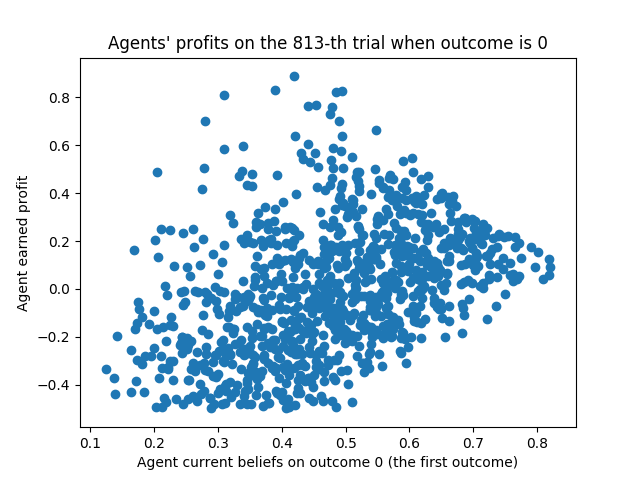 Agents' profits on the 813-th trial when outcome is 0
Agent earned profit
0.8
0.6
0.4
0.2
0.0
−0.2
−0.4
0.1 0.2 0.3 0.4 0.5 0.6 0.7 0.8
Agent current beliefs on outcome 0 (the first outcome)